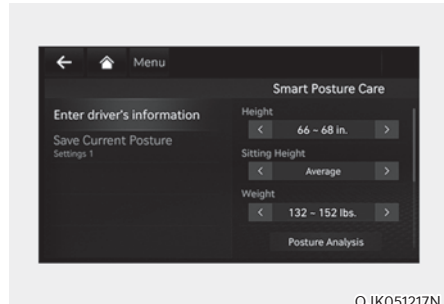 Menu
Smart Posture Care
Enter driver's information
Save Current Posture
Settings 1
Height
66 ~ 68 in.
Sitting Height
Average
Weight
132 ~ 152 lbs.
Posture Analysis
OJK051217N